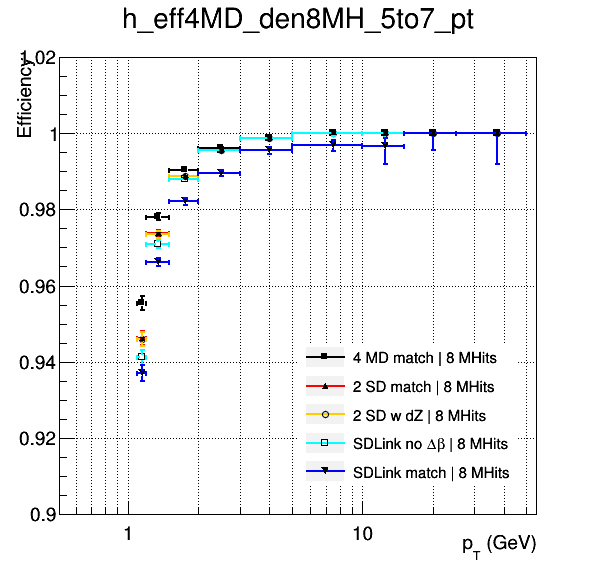 h_eff4MD_den8MH_5to7_pt
Efficiency
1.02
1
0.98
0.96
0.94
0.92
0.9
4 MD match | 8 MHits
2 SD match | 8 MHits
2 SD w dZ | 8 MHits
SDLink no Δβ | 8 MHits
SDLink match | 8 MHits
1
10
p_T (GeV)